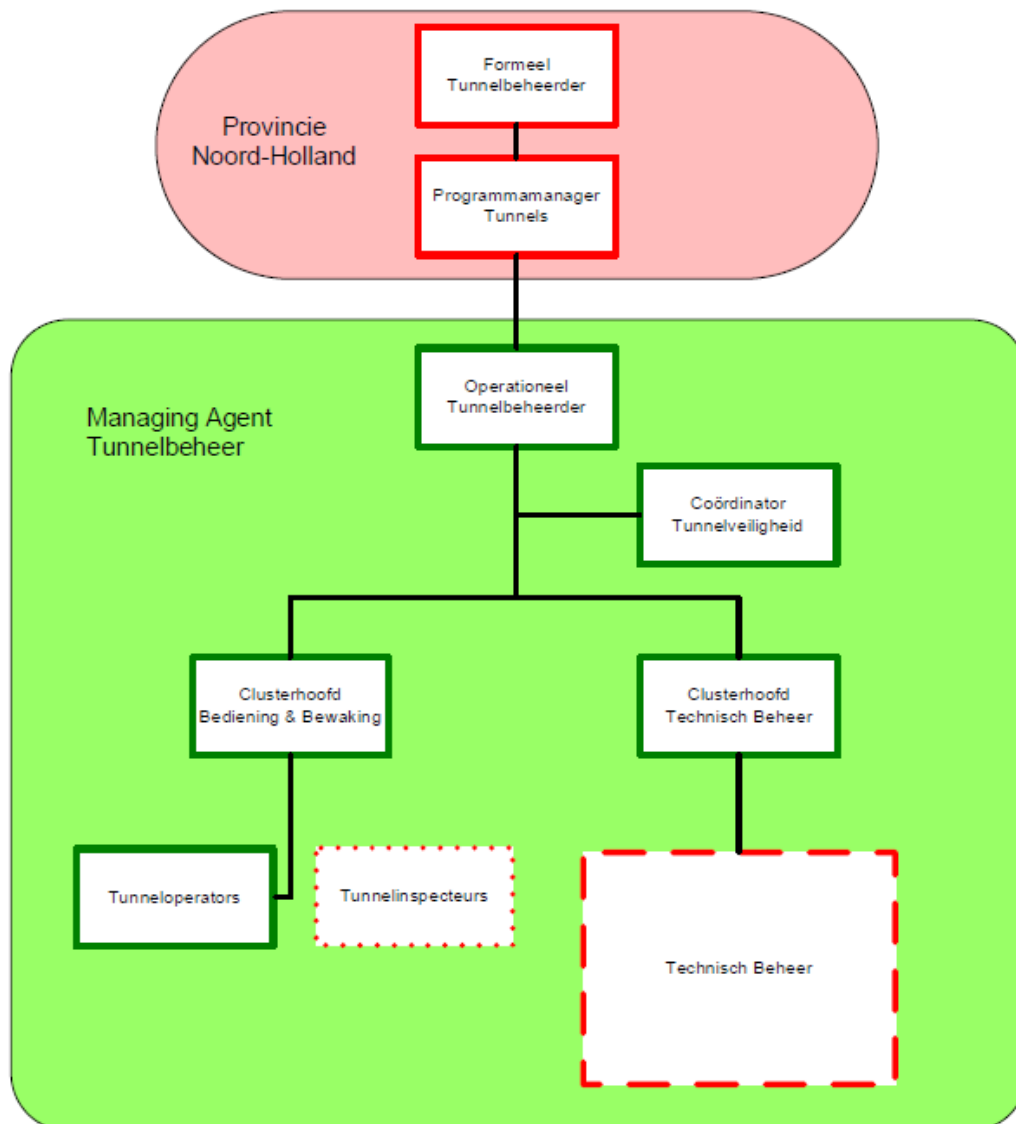 Formeel
Tunnelbeheerder
Provincie
Noord-Holland
Programmamanager
Tunnels
Operationeel
Tunnelbeheerder
Managing Agent
Tunnelbeheer
Coördinator
Tunnelveiligheid
Clusterhoofd
Bediening & Bewaking
Clusterhoofd
Technisch Beheer
Tunneloperators
Tunnelinspecteurs
Technisch Beheer